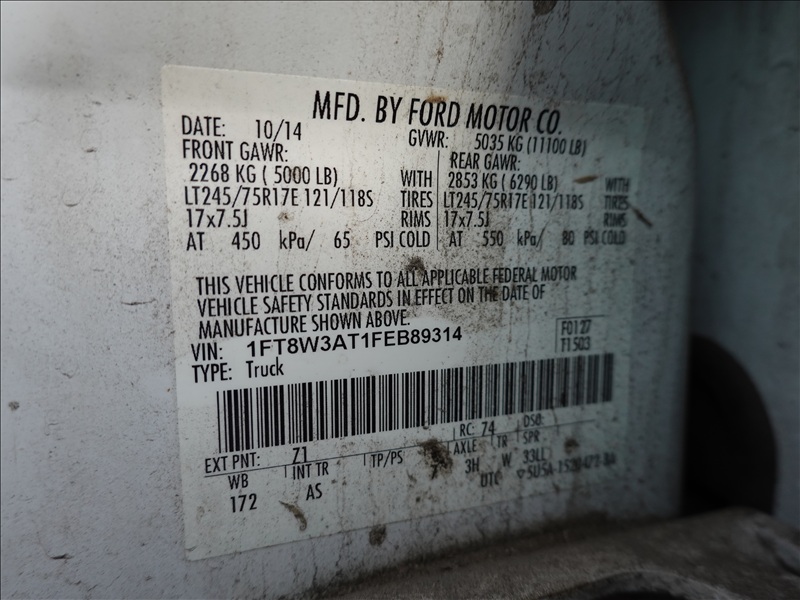 MFD. BY FORD MOTOR CO.
DATE: 10/14 GVWR: 5035 KG (11100 LB)
FRONT GAWR: REAR GAWR:
2268 KG ( 5000 LB) WITH 2853 KG ( 6290 LB) WITH
LT245/75R17E 121/118S TIRES LT245/75R17E 121/118S TIRES
17x7.5J RIMS 17x7.5J RIMS
AT 450 kPa/ 65 PSI COLD AT 550 kPa/ 80 PSI COLD
THIS VEHICLE CONFORMS TO ALL APPLICABLE FEDERAL MOTOR
VEHICLE SAFETY STANDARDS IN EFFECT ON THE DATE OF
MANUFACTURE SHOWN ABOVE.
VIN: 1FT8W3AT1FEB89314 F0127
TYPE: Truck T1503
EXT PNT: Z1 RC: 74 DSO:
WB INT TR TP/PS AXLE TR SPR
172 AS 3H W 33LL
UTC